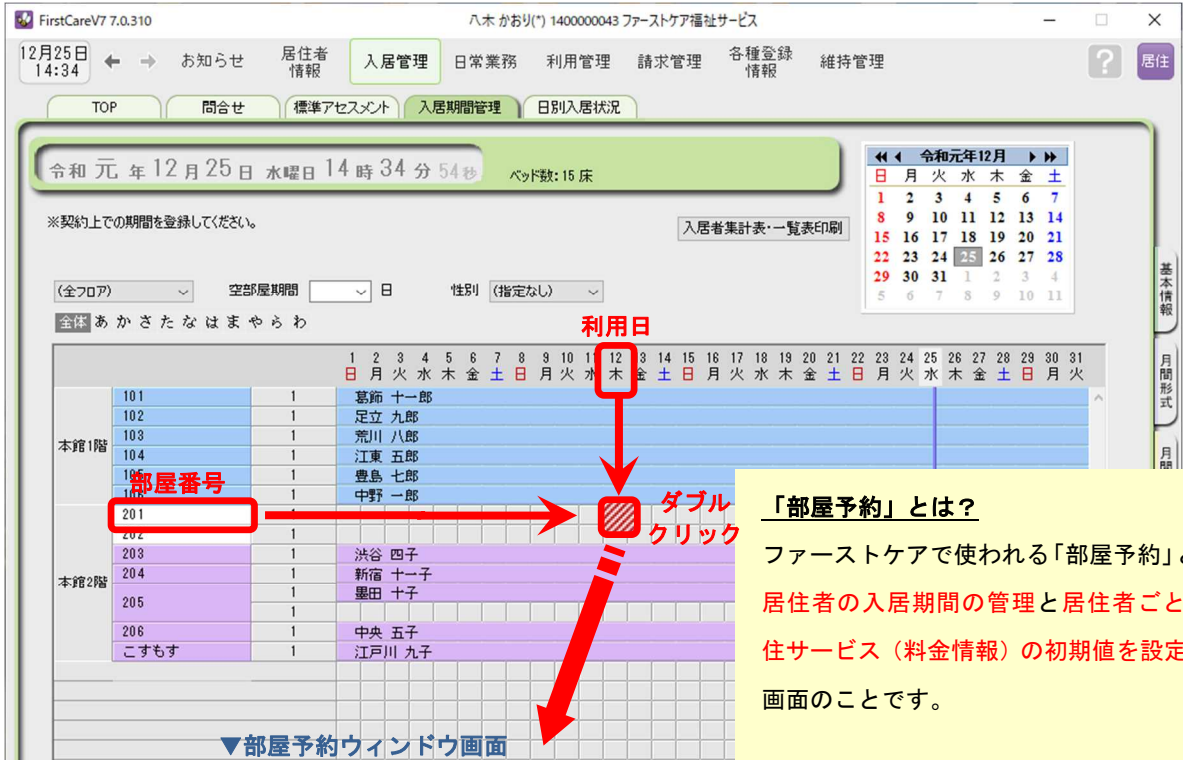 FirstCareV7 7.0.310
八木 かおり(*) 1400000043 ファーストケア福祉サービス
12月25日
14:34
お知らせ
居住者
情報
入居管理
日常業務
利用管理
請求管理
各種登録
情報
維持管理
?
居住
TOP
問合せ
標準アセスメント
入居期間管理
日別入居状況
令和 元 年 12 月 25 日 水曜日 14 時 34 分 54 秒
ベッド数: 15 床
令和元年12月
日 月 火 水 木 金 土
1 2 3 4 5 6 7
8 9 10 11 12 13 14
15 16 17 18 19 20 21
22 23 24 25 26 27 28
29 30 31 1 2 3 4
5 6 7 8 9 10 11
※契約上での期間を登録してください。
入居者集計表・一覧表印刷
(全フロア)
空部屋期間
日
性別
(指定なし)
全体 あ か さ た な は ま や ら わ
基本情報
月間形式
月間
利用日
1 2 3 4 5 6 7 8 9 10 11 12 13 14 15 16 17 18 19 20 21 22 23 24 25 26 27 28 29 30 31
日 月 火 水 木 金 土 日 月 火 水 木 金 土 日 月 火 水 木 金 土 日 月 火 水 木 金 土 日 月 火
本館1階
101 1 葛飾 十一郎
102 1 足立 九郎
103 1 荒川 八郎
104 1 江東 五郎
105 1 豊島 七郎
106 1 中野 一郎
部屋番号
本館2階
201
202 1
203 1 渋谷 四子
204 1 新宿 十一子
205 1 墨田 十子
1
206 1 中央 五子
こすもす 1 江戸川 九子
ダブル
クリック
「部屋予約」とは？
ファーストケアで使われる「部屋予約」
居住者の入居期間の管理と居住者ごと
住サービス（料金情報）の初期値を設定
画面のことです。
▼部屋予約ウィンドウ画面